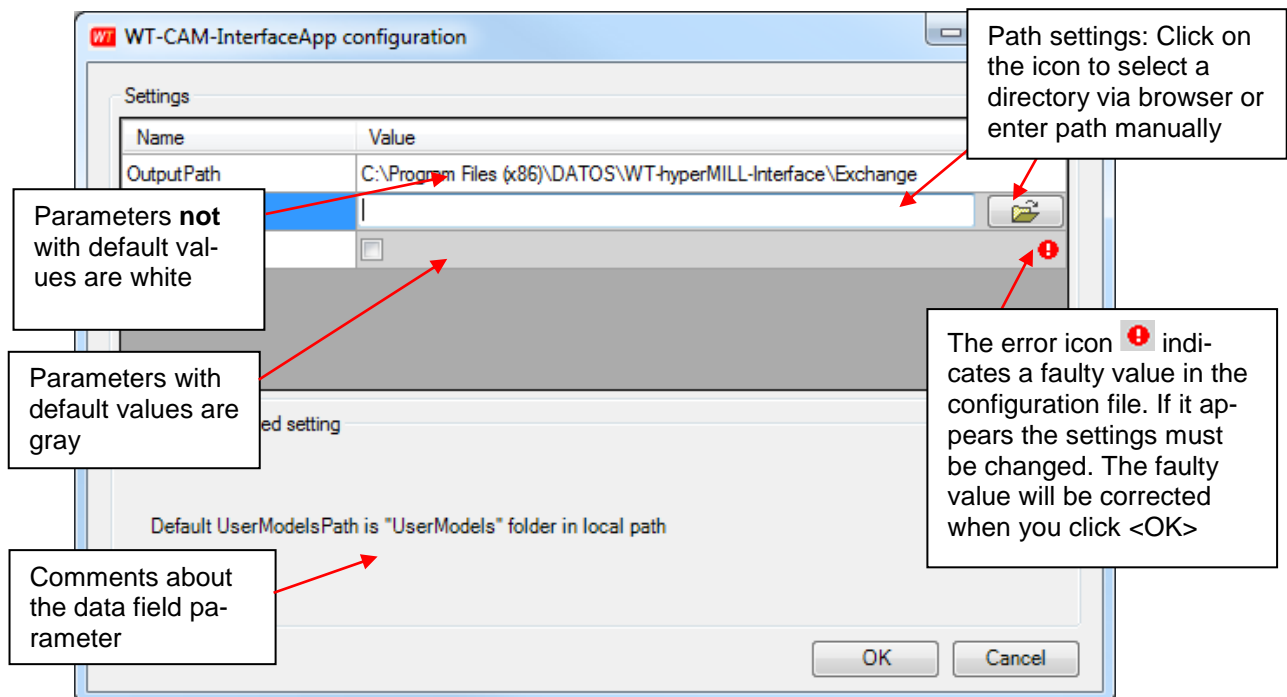 WT WT-CAM-InterfaceApp configuration
Path settings: Click on
the icon to select a
directory via browser or
enter path manually
Settings
Name Value
OutputPath C:\Program Files (x86)\DATOS\WT-hyperMILL-Interface\Exchange
Parameters not
with default val-
ues are white
Parameters with
default values are
gray
The error icon indi-
cates a faulty value in the
configuration file. If it ap-
pears the settings must
be changed. The faulty
value will be corrected
when you click <OK>
ed setting
Default UserModelsPath is "UserModels" folder in local path
Comments about
the data field pa-
rameter
OK Cancel